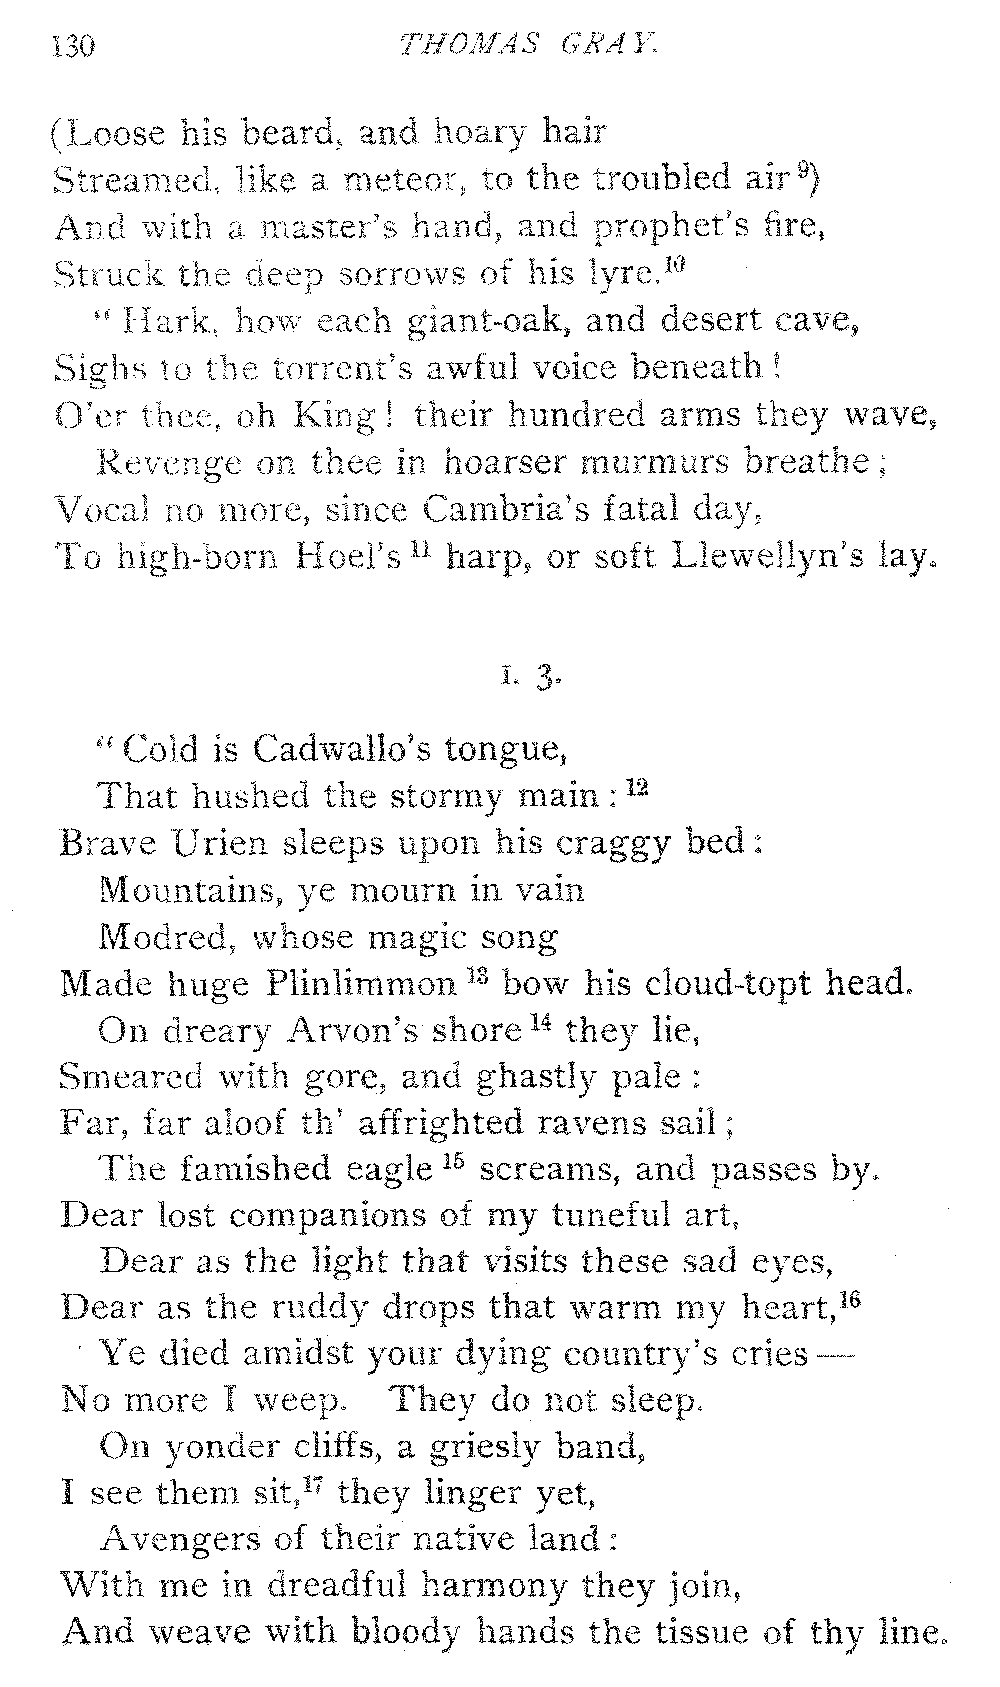 130 THOMAS GRAY.
(Loose his beard, and hoary hair
Streamed, like a meteor, to the troubled air⁹)
And with a master's hand, and prophet's fire,
Struck the deep sorrows of his lyre.¹⁰
“Hark, how each giant-oak, and desert cave,
Sighs to the torrent's awful voice beneath!
O'er thee, oh King! their hundred arms they wave,
Revenge on thee in hoarser murmurs breathe;
Vocal no more, since Cambria's fatal day,
To high-born Hoel's¹¹ harp, or soft Llewellyn's lay.
I. 3.
“Cold is Cadwallo's tongue,
That hushed the stormy main:¹²
Brave Urien sleeps upon his craggy bed:
Mountains, ye mourn in vain
Modred, whose magic song
Made huge Plinlimmon¹³ bow his cloud-topt head.
On dreary Arvon's shore¹⁴ they lie,
Smeared with gore, and ghastly pale:
Far, far aloof th' affrighted ravens sail;
The famished eagle¹⁵ screams, and passes by.
Dear lost companions of my tuneful art,
Dear as the light that visits these sad eyes,
Dear as the ruddy drops that warm my heart,¹⁶
Ye died amidst your dying country's cries—
No more I weep. They do not sleep.
On yonder cliffs, a griesly band,
I see them sit,¹⁷ they linger yet,
Avengers of their native land:
With me in dreadful harmony they join,
And weave with bloody hands the tissue of thy line.